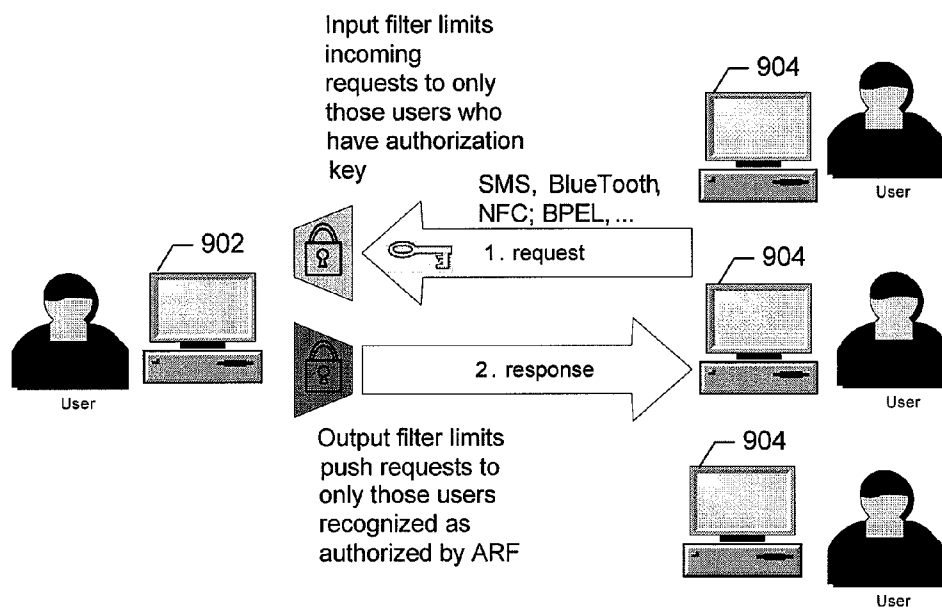 Input filter limits
incoming
requests to only
those users who
have authorization
key
904
User
SMS, BlueTooth,
NFC; BPEL, ...
902
1. request
904
User
2. response
User
Output filter limits
push requests to
only those users
recognized as
authorized by ARF
904
User